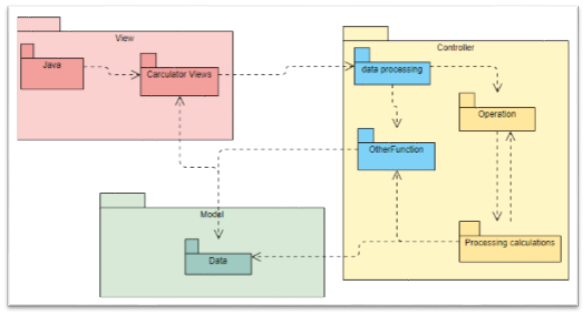 View
Java
Carculator Views
Controller
data processing
Operation
OtherFunction
Processing calculations
Model
Data